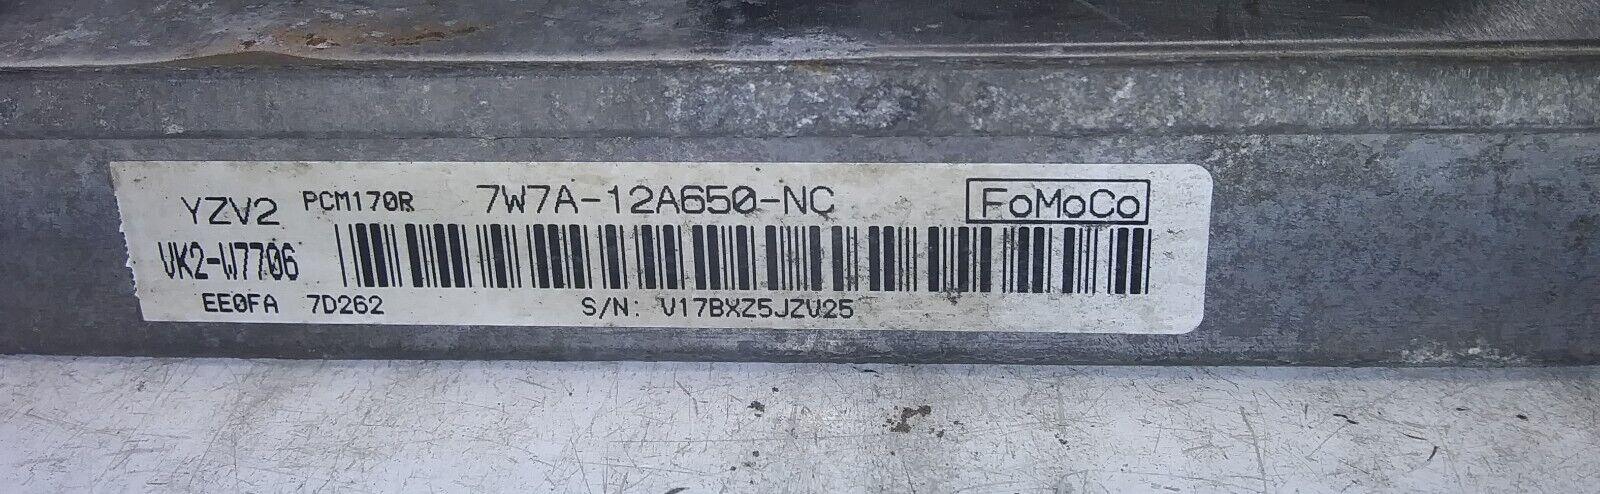 YZV2 PCM170R 7W7A-12A650-NC FoMoCo
VK2-W7706
EE0FA 7D262 S/N: V17BXZ5JZV25